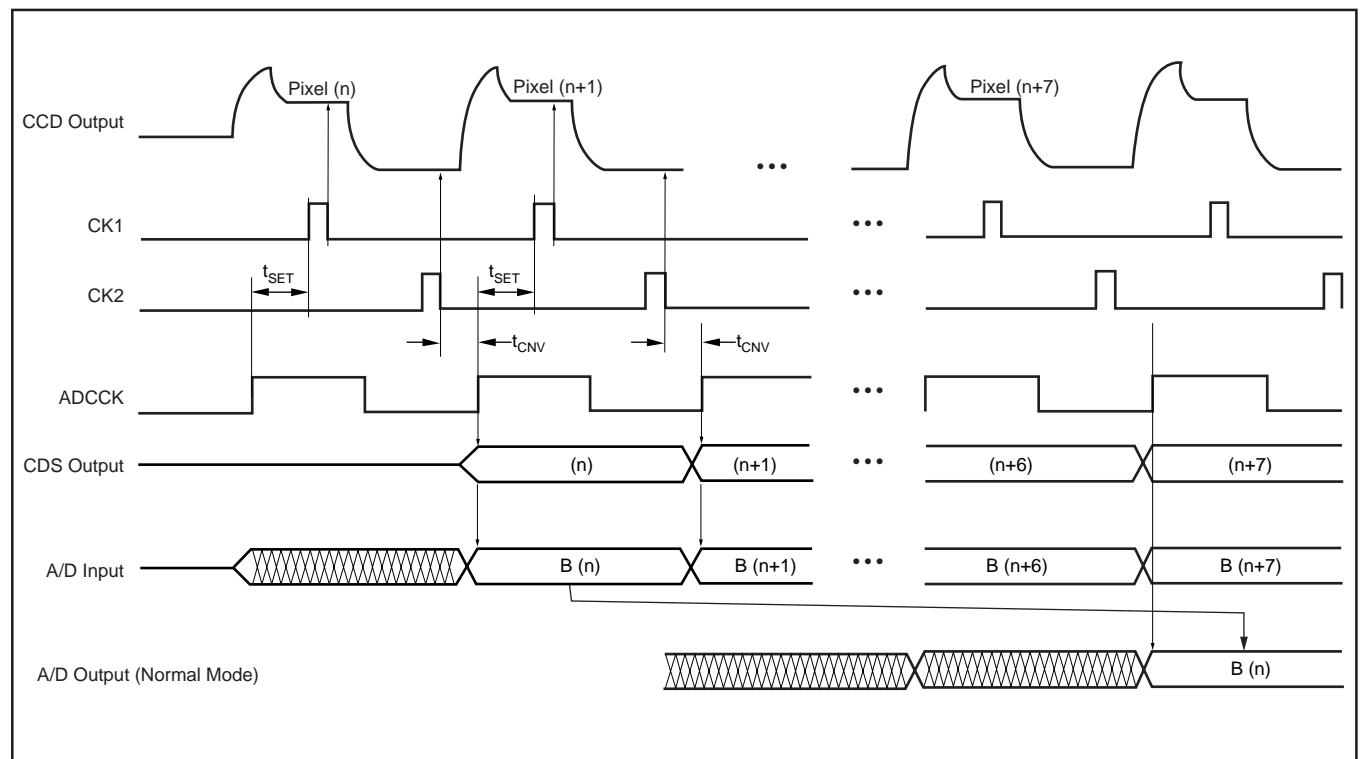 Pixel (n)
Pixel (n+1)
Pixel (n+7)
CCD Output
•••
CK1
•••
tSET
tSET
CK2
•••
tCNV
tCNV
ADCCK
•••
CDS Output
(n)
(n+1)
•••
(n+6)
(n+7)
A/D Input
B (n)
B (n+1)
•••
B (n+6)
B (n+7)
A/D Output (Normal Mode)
B (n)